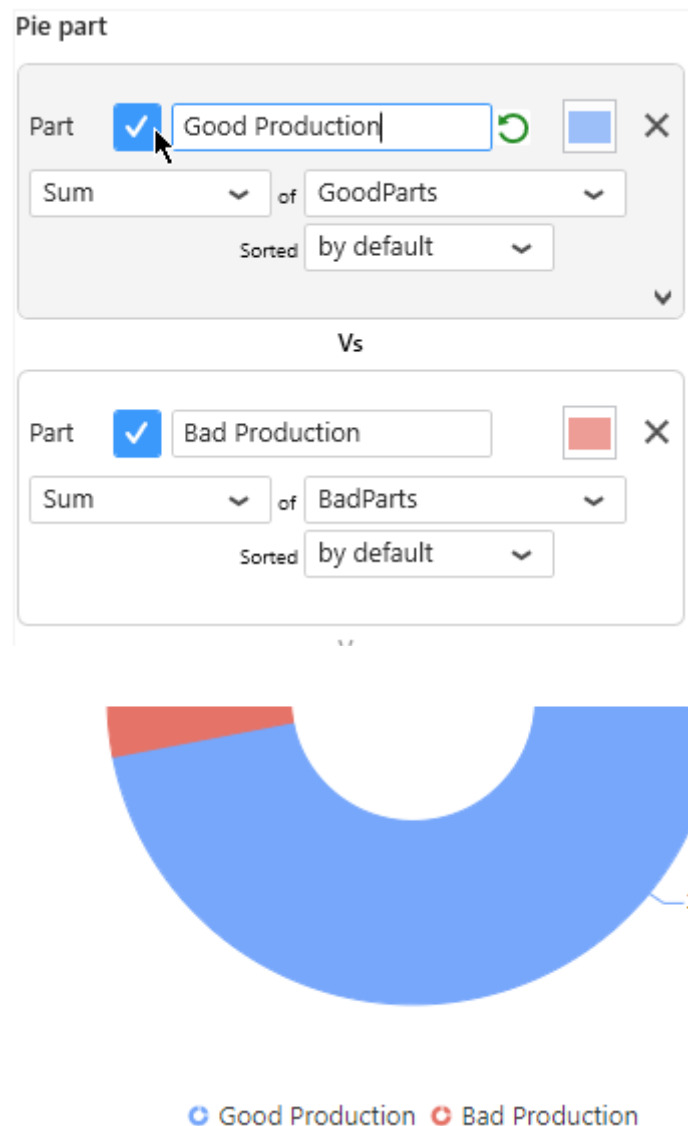 Pie part
Part Good Production
Sum of GoodParts
Sorted by default
Vs
Part Bad Production
Sum of BadParts
Sorted by default
Good Production Bad Production